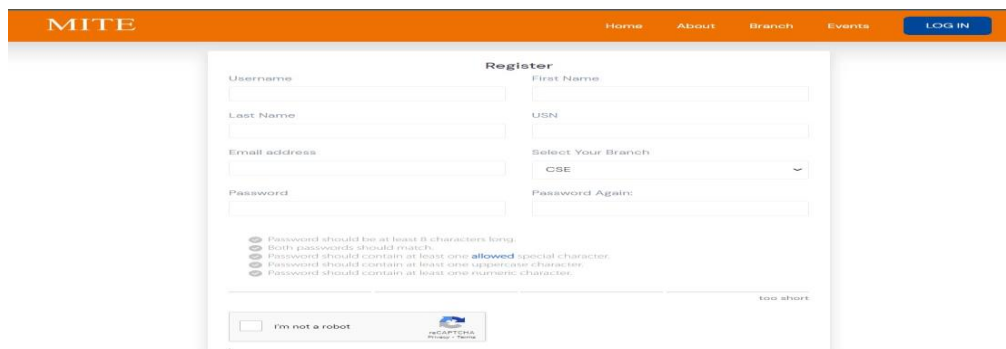 MITE Home About Branch Events LOG IN
Register
Username First Name
Last Name USN
Email address Select Your Branch
CSE
Password Password Again:
Password should be at least 8 characters long.
Both passwords should match.
Password should contain at least one allowed special character.
Password should contain at least one uppercase character.
Password should contain at least one numeric character.
too short
I'm not a robot
reCAPTCHA
Privacy - Terms